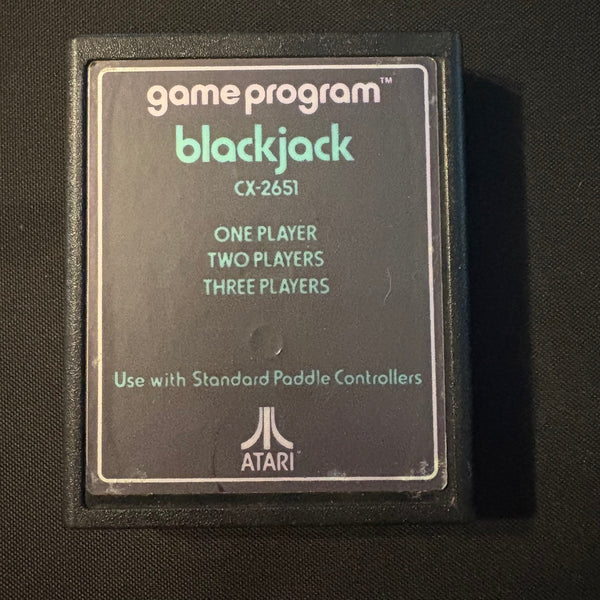 game program™
blackjack
CX-2651
ONE PLAYER
TWO PLAYERS
THREE PLAYERS
Use with Standard Paddle Controllers
ATARI